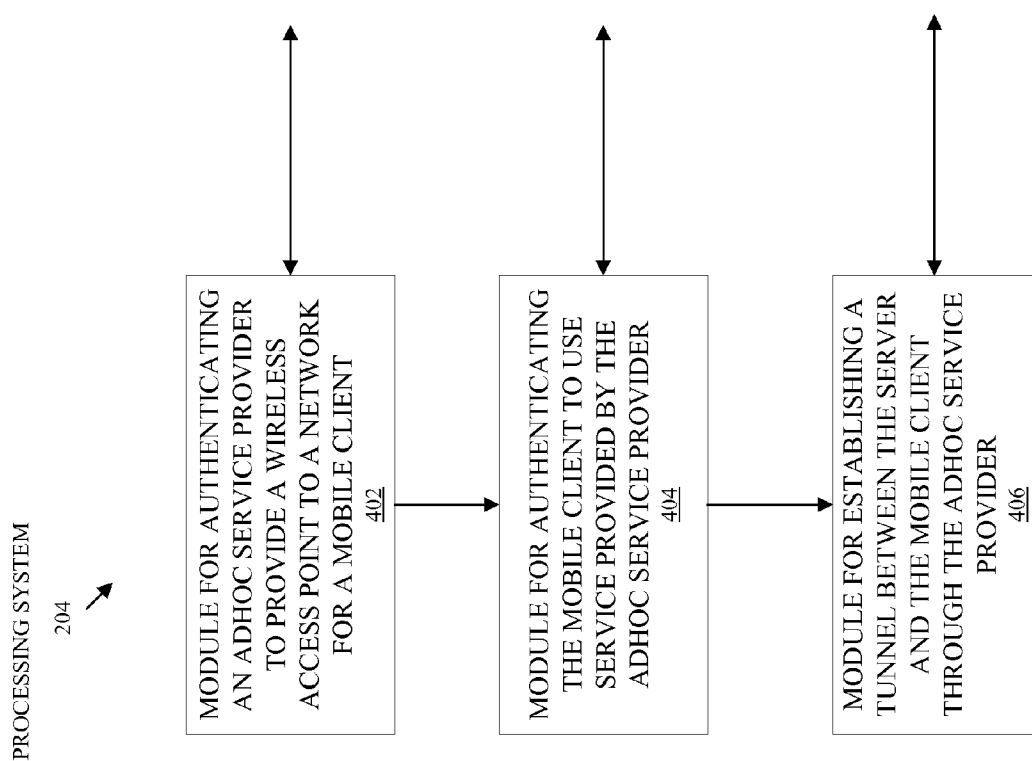 PROCESSING SYSTEM
204
MODULE FOR AUTHENTICATING
AN ADHOC SERVICE PROVIDER
TO PROVIDE A WIRELESS
ACCESS POINT TO A NETWORK
FOR A MOBILE CLIENT
402
MODULE FOR AUTHENTICATING
THE MOBILE CLIENT TO USE
SERVICE PROVIDED BY THE
ADHOC SERVICE PROVIDER
404
MODULE FOR ESTABLISHING A
TUNNEL BETWEEN THE SERVER
AND THE MOBILE CLIENT
THROUGH THE ADHOC SERVICE
PROVIDER
406